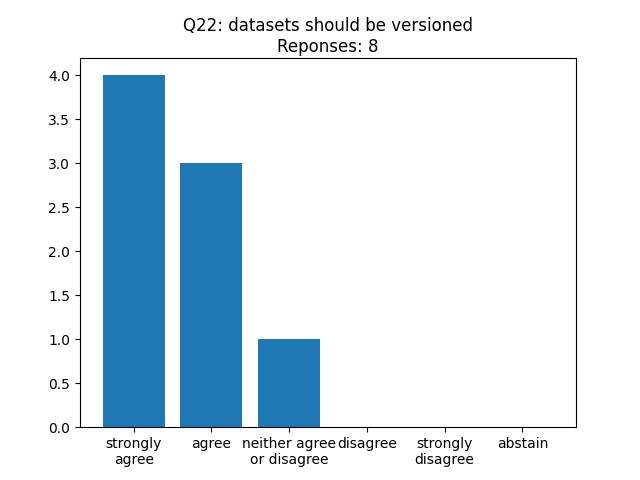 Q22: datasets should be versioned
Reponses: 8
4.0
3.5
3.0
2.5
2.0
1.5
1.0
0.5
0.0
strongly
agree
agree
neither agree
or disagree
disagree
strongly
disagree
abstain